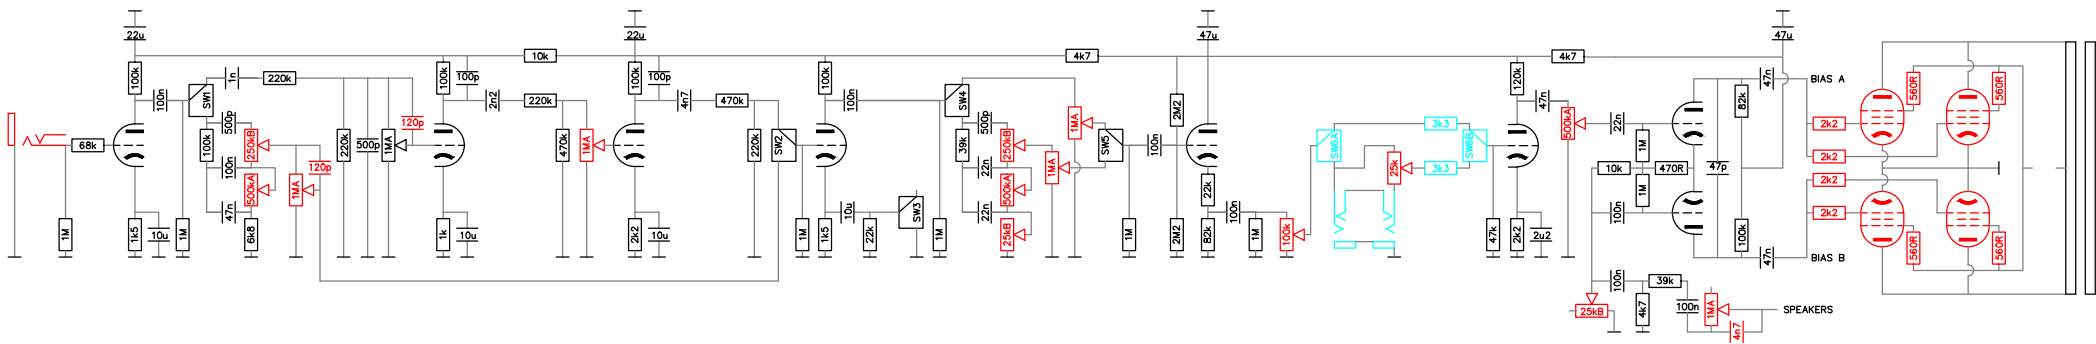 22u
22u
47u
47u
10k
4k7
4k7
100k
1n
220k
100k
100p
100k
100p
100k
2M2
120k
47n
82k
47n
BIAS A
560R
560R
100n
SW1
2n2
220k
4n7
470k
100n
SW4
1MA
47n
500kA
22n
500p
120p
500p
3k3
2k2
68k
100k
250kB
220k
500p
1MA
470k
1MA
220k
SW2
39k
250kB
SW5
100n
SW6A
SW6B
1M
2k2
100n
120p
22n
1MA
25k
3k3
10k
470R
47p
500kA
1MA
500kA
22k
1M
2k2
47n
10u
SW3
22n
100n
100n
2k2
1M
1k5
10u
1M
6k8
1k
10u
2k2
10u
1M
1k5
22k
1M
25kB
1M
2M2
82k
1M
100k
47k
2k2
2u2
100k
47n
BIAS B
560R
560R
100n
39k
25kB
4k7
100n
1MA
4n7
SPEAKERS